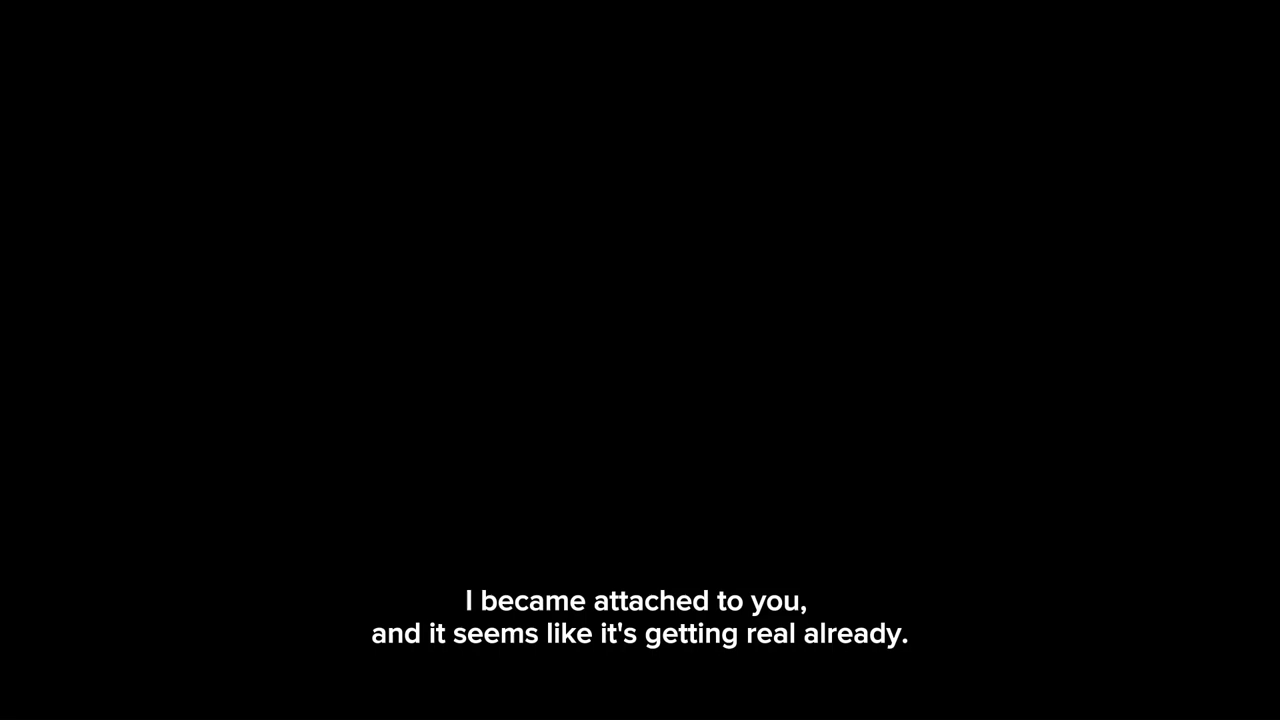 I became attached to you,
and it seems like it's getting real already.